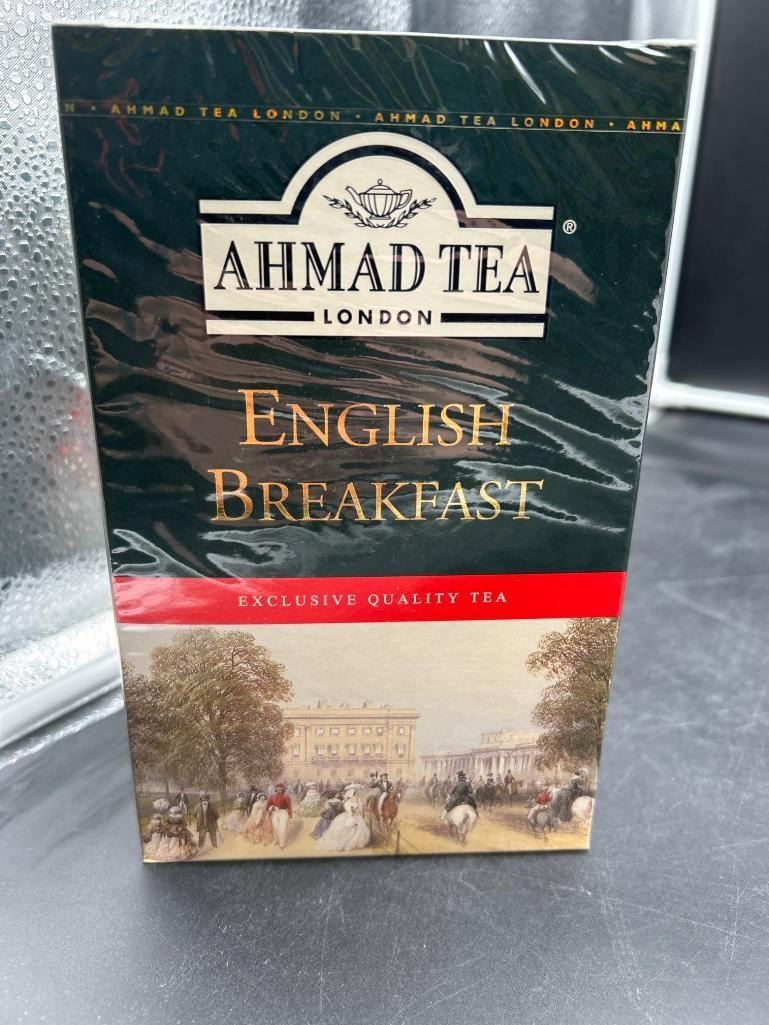 N • AHMAD TEA LONDON • AHMAD TEA LONDON • AHMA
AHMAD TEA ®
LONDON
ENGLISH
BREAKFAST
EXCLUSIVE QUALITY TEA